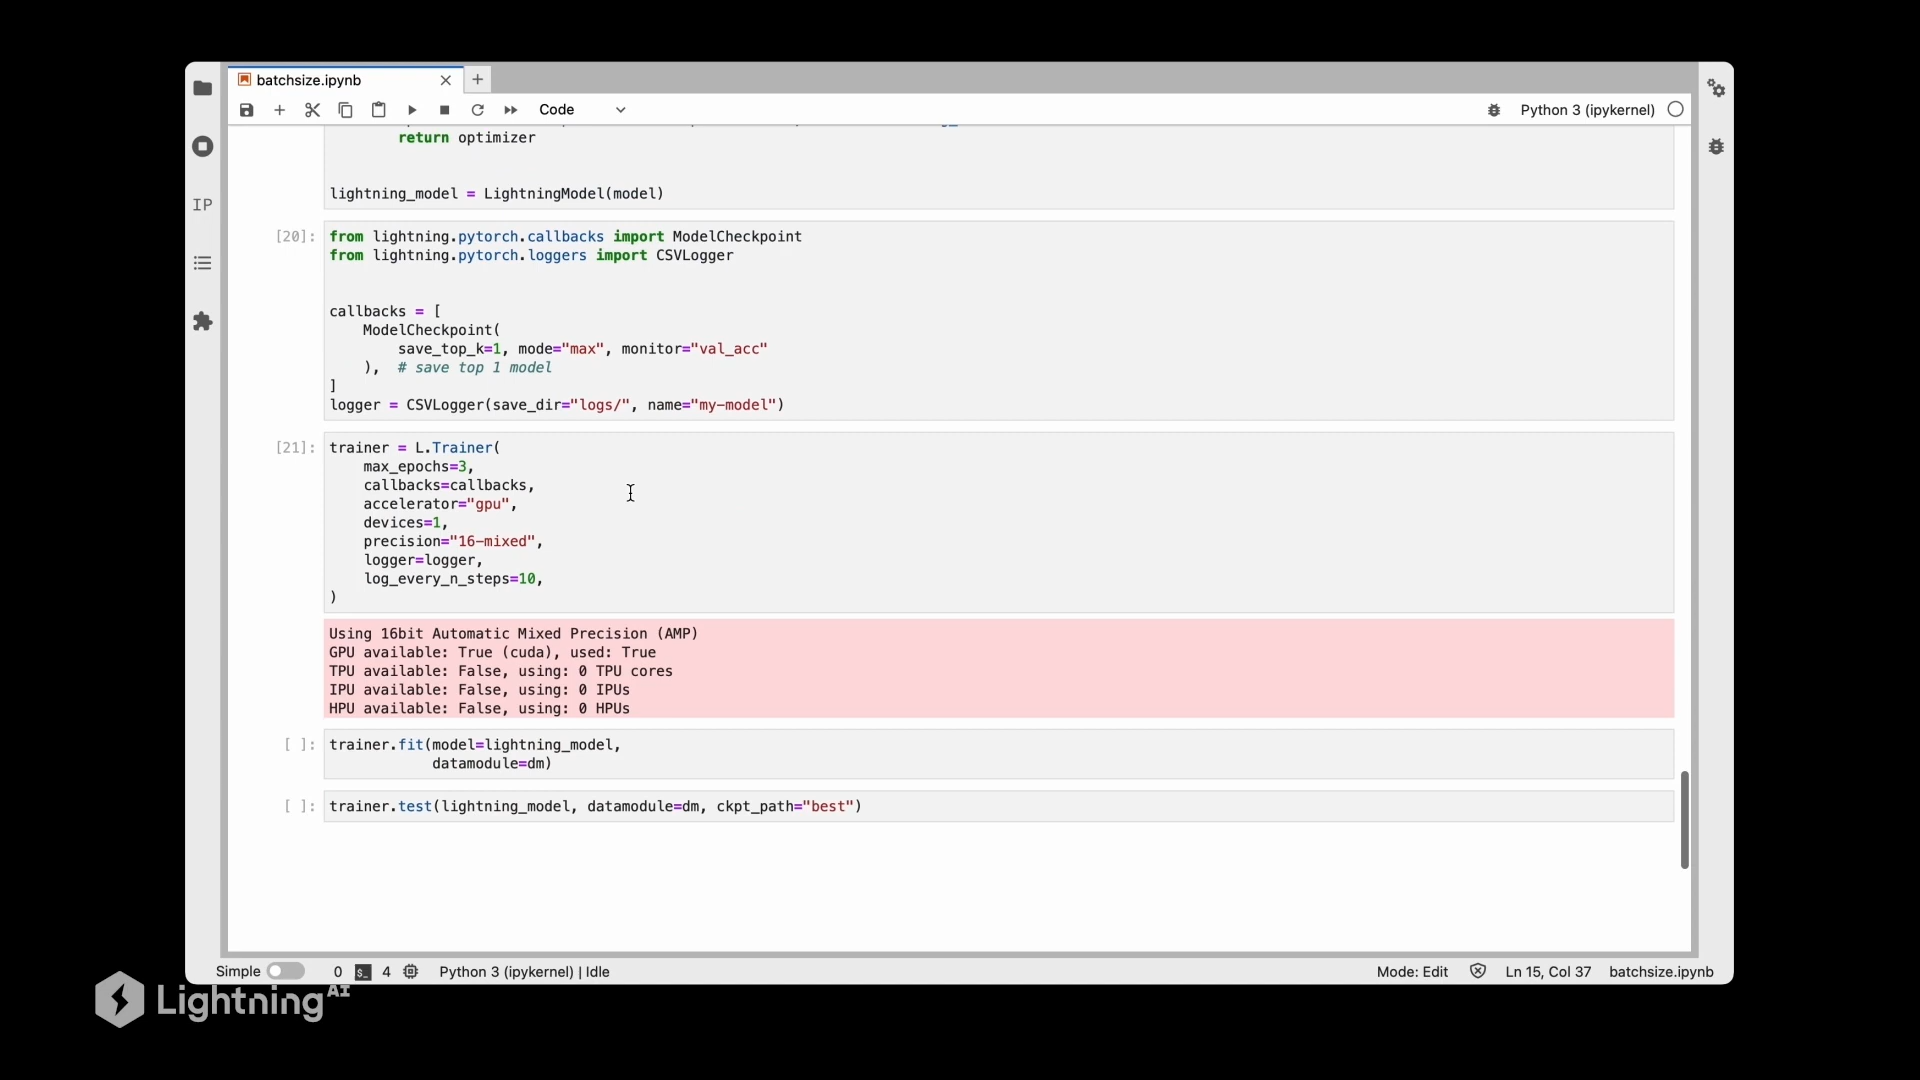 batchsize.ipynb
Code
Python 3 (ipykernel)
IP
        return optimizer
lightning_model = LightningModel(model)
[20]:
from lightning.pytorch.callbacks import ModelCheckpoint
from lightning.pytorch.loggers import CSVLogger
callbacks = [
    ModelCheckpoint(
        save_top_k=1, mode="max", monitor="val_acc"
    ),  # save top 1 model
]
logger = CSVLogger(save_dir="logs/", name="my-model")
[21]:
trainer = L.Trainer(
    max_epochs=3,
    callbacks=callbacks,
    accelerator="gpu",
    devices=1,
    precision="16-mixed",
    logger=logger,
    log_every_n_steps=10,
)
Using 16bit Automatic Mixed Precision (AMP)
GPU available: True (cuda), used: True
TPU available: False, using: 0 TPU cores
IPU available: False, using: 0 IPUs
HPU available: False, using: 0 HPUs
[ ]:
trainer.fit(model=lightning_model,
            datamodule=dm)
[ ]:
trainer.test(lightning_model, datamodule=dm, ckpt_path="best")
Simple 0 $_ 4 Python 3 (ipykernel) | Idle Mode: Edit Ln 15, Col 37 batchsize.ipynb
Lightning AI